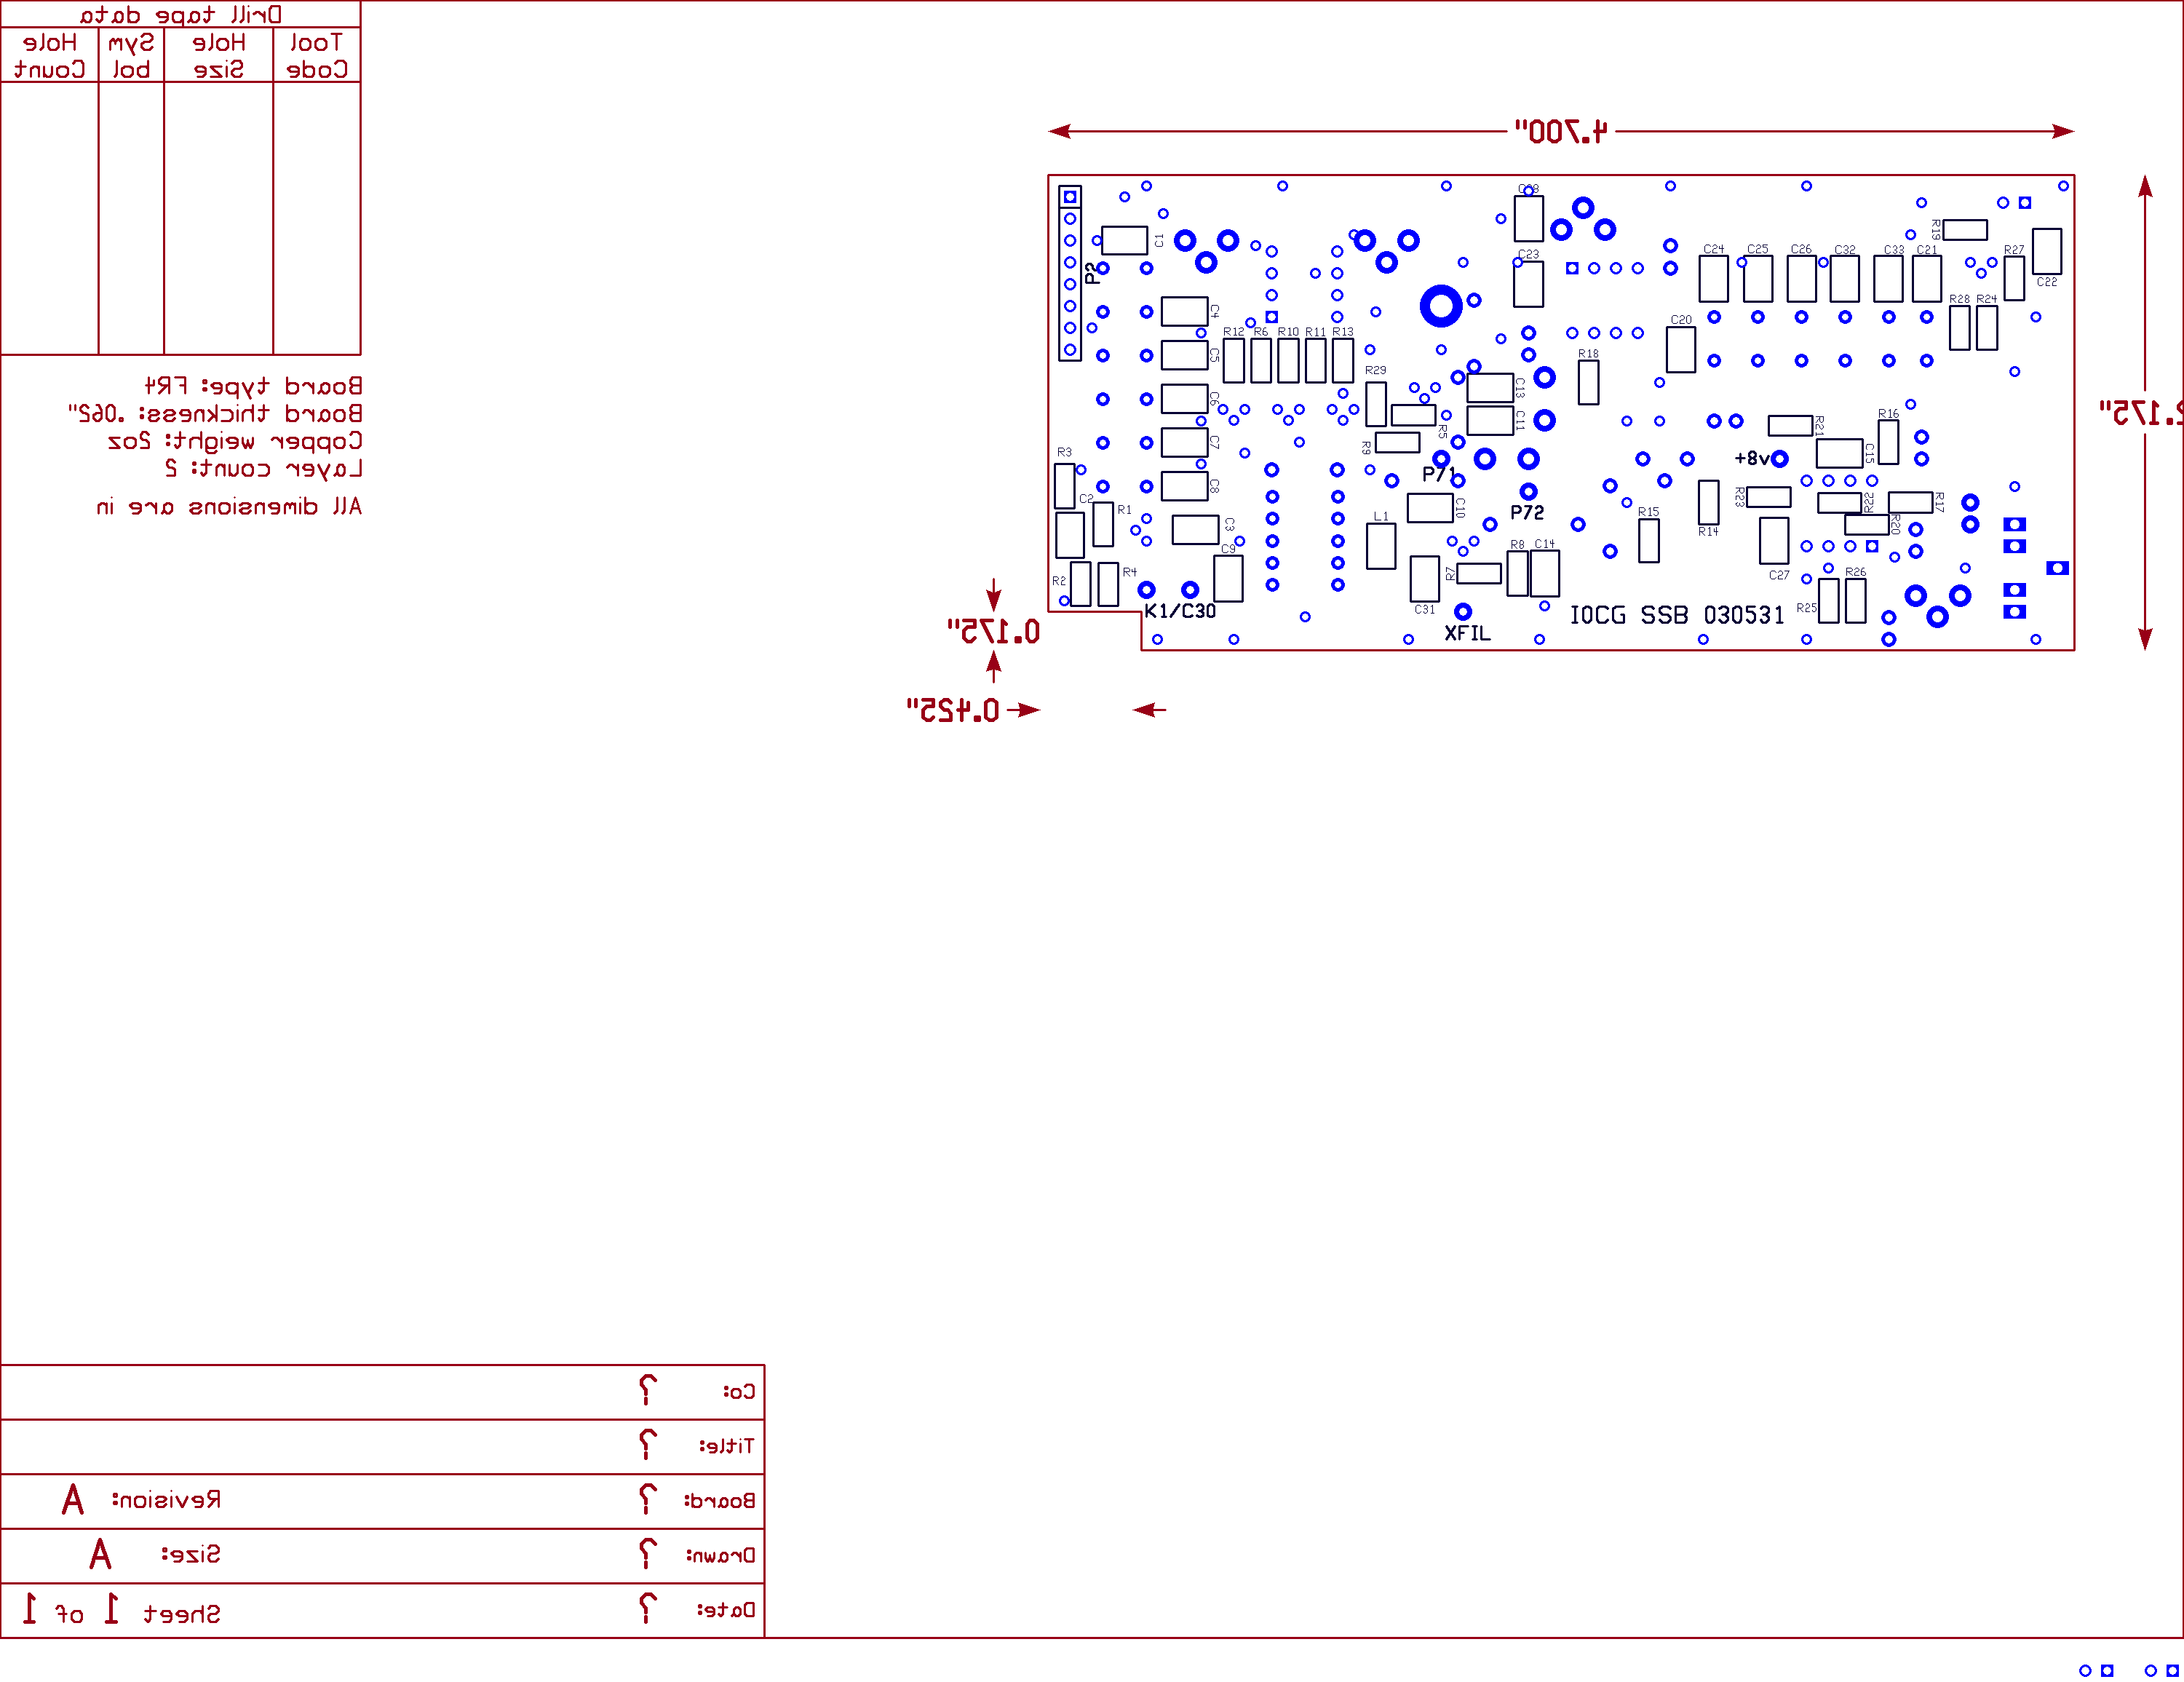 Drill tape data
Tool Code
Hole Size
Sym bol
Hole Count
Board type: FR4
Board thickness: .062"
Copper weight: 2oz
Layer count: 2
All dimensions are in
4.700"
2.175"
0.175"
0.425"
P2
C1
C4
C5
C6
C7
C8
C3
C9
R3
C2
R1
R2
R4
K1/C30
R12 R6 R10 R11 R13
R29
R5
R9
C13
C11
P71
C10
L1
C31
R7
R8
C14
XFIL
P72
C23
R18
C20
C24 C25 C26 C32 C33 C21
R19
R27
C22
R28 R24
R21
R16
C15
+8v
R23
R22
R17
R20
R15
R14
C27
R25
R26
I0CG SSB 030531
Co: ?
Title: ?
Board: ? Revision: A
Drawn: ? Size: A
Date: ? Sheet 1 of 1